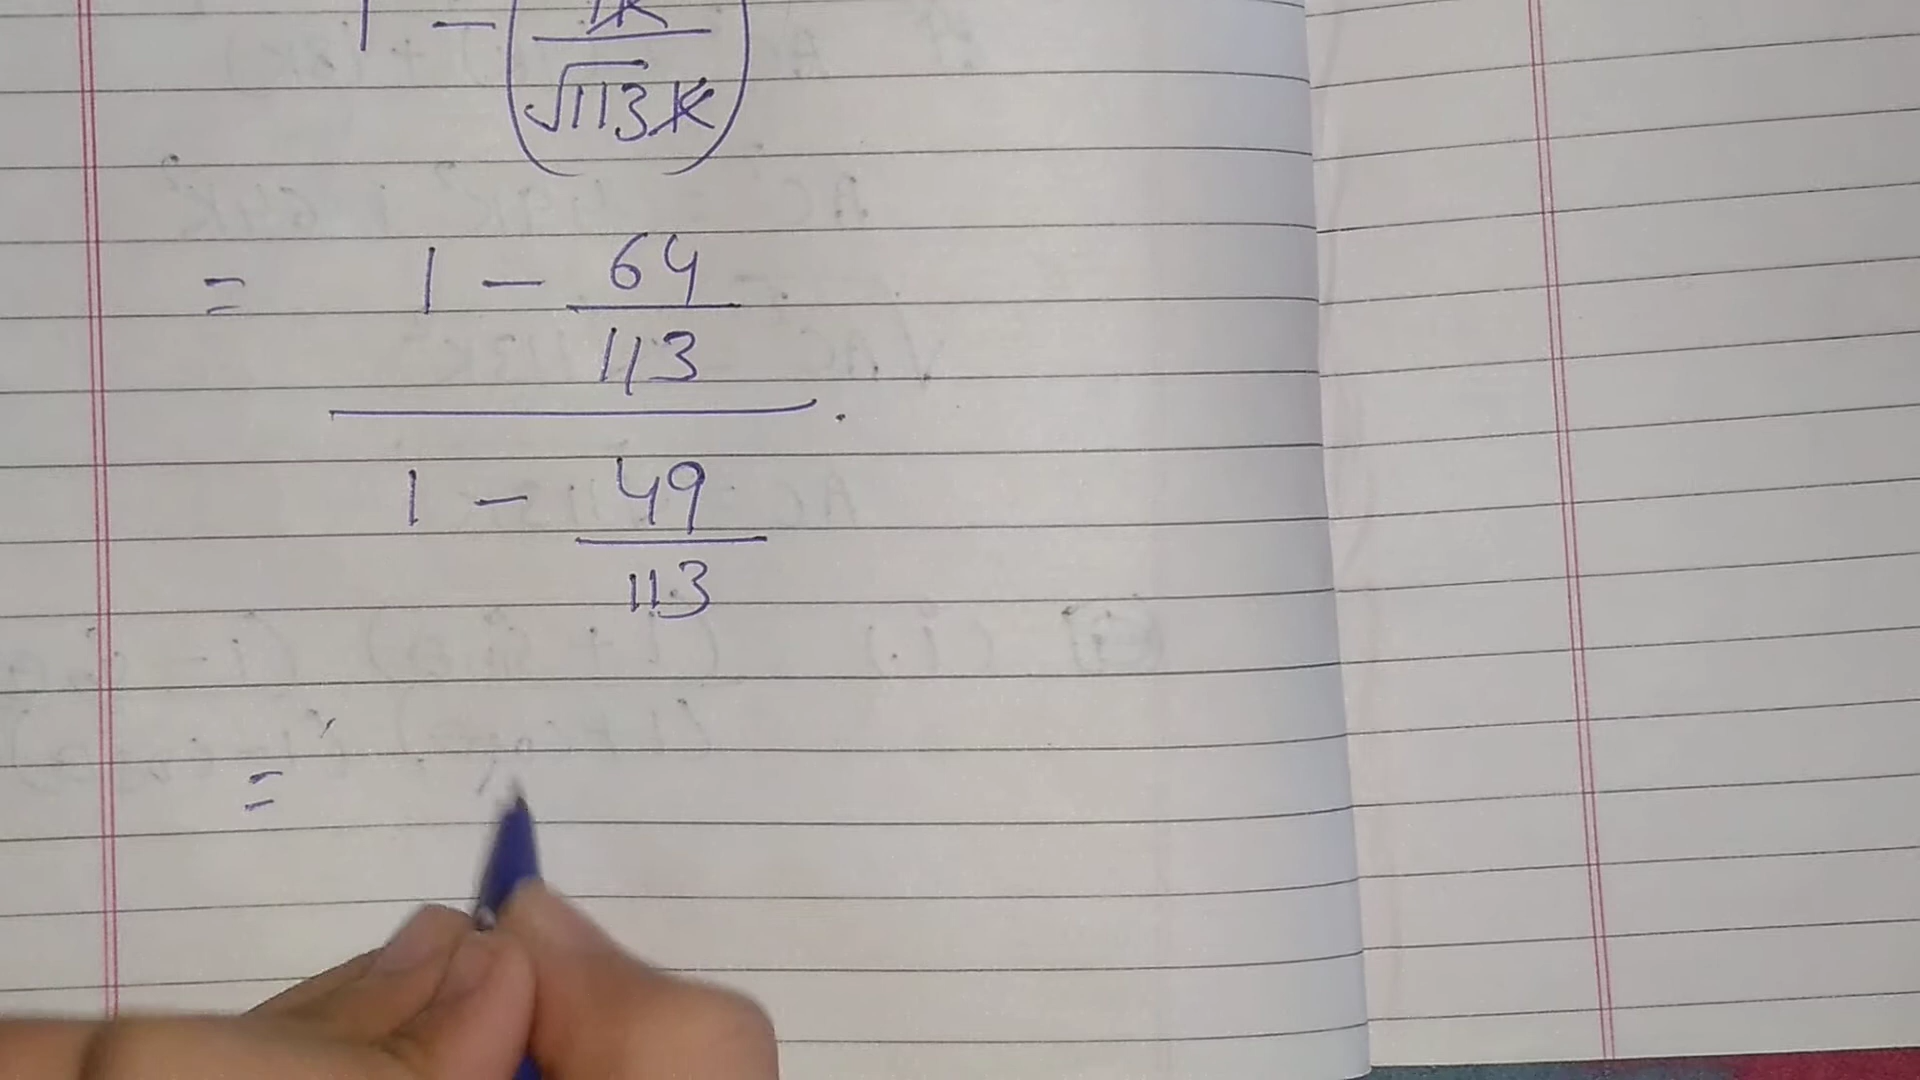 1 - (7k
√113k)
= 1 - 64
113
1 - 49
113
=